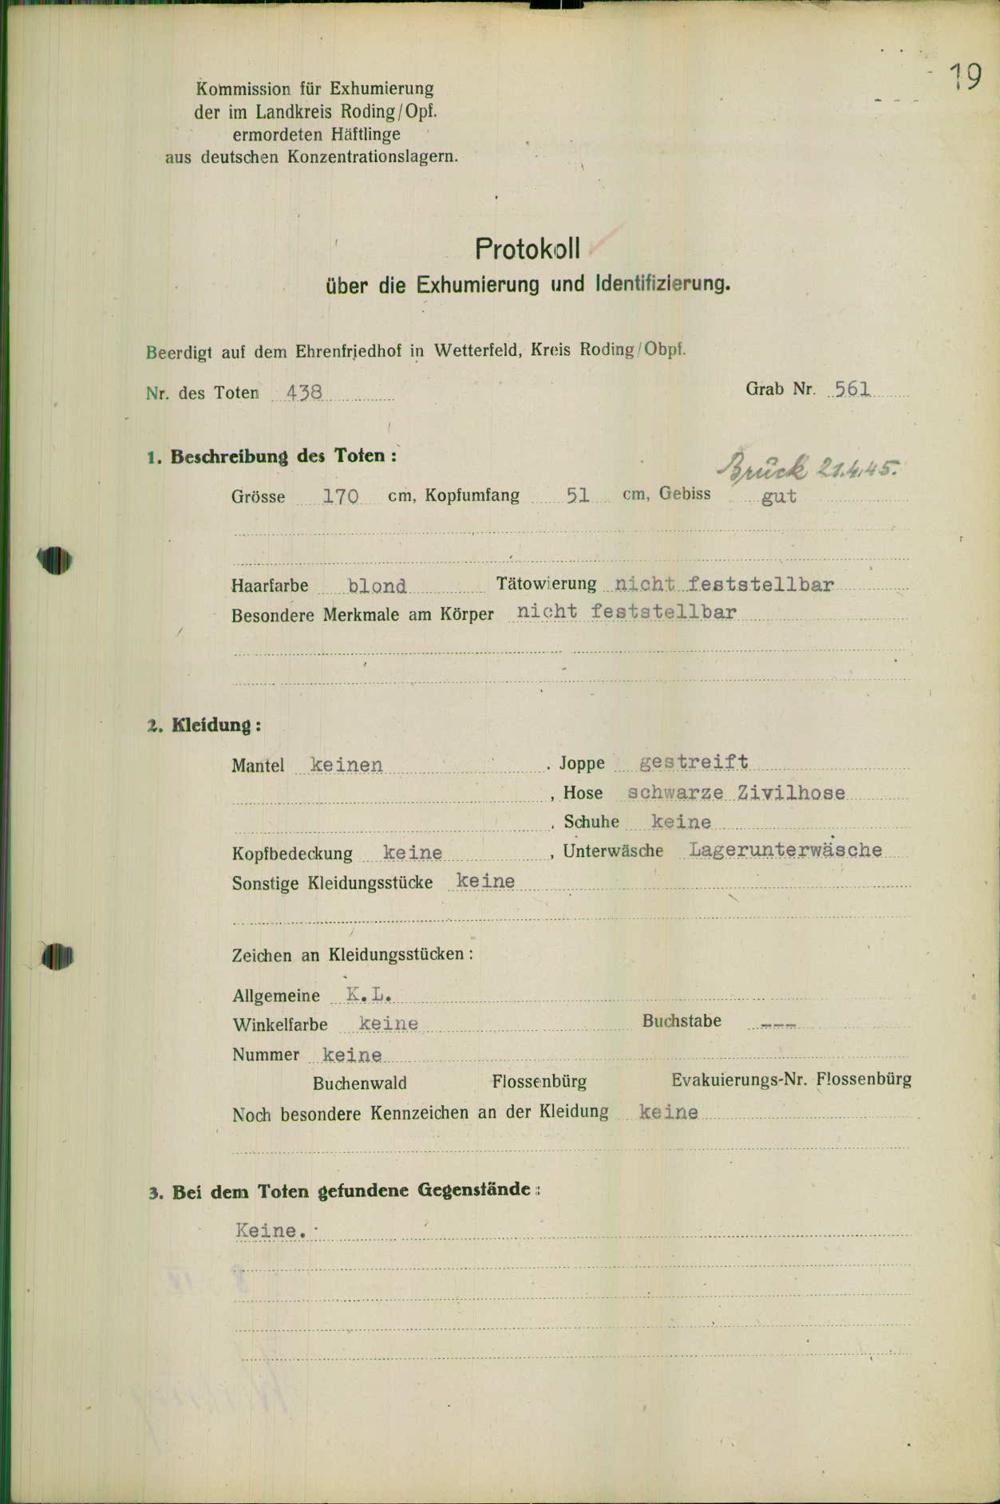 19
Kommission für Exhumierung
der im Landkreis Roding/Opf.
ermordeten Häftlinge
aus deutschen Konzentrationslagern.
Protokoll
über die Exhumierung und Identifizierung.
Beerdigt auf dem Ehrenfriedhof in Wetterfeld, Kreis Roding/Obpf.
Nr. des Toten 438 Grab Nr. 561
1. Beschreibung des Toten :
Bruck 21.4.45.
Grösse 170 cm, Kopfumfang 51 cm, Gebiss gut
Haarfarbe blond Tätowierung nicht feststellbar
Besondere Merkmale am Körper nicht feststellbar
2. Kleidung :
Mantel keinen . Joppe gestreift
, Hose schwarze Zivilhose
. Schuhe keine
Kopfbedeckung keine , Unterwäsche Lagerunterwäsche
Sonstige Kleidungsstücke keine
Zeichen an Kleidungsstücken :
Allgemeine K.L.
Winkelfarbe keine Buchstabe ---
Nummer keine
Buchenwald Flossenbürg Evakuierungs-Nr. Flossenbürg
Noch besondere Kennzeichen an der Kleidung keine
3. Bei dem Toten gefundene Gegenstände :
Keine.